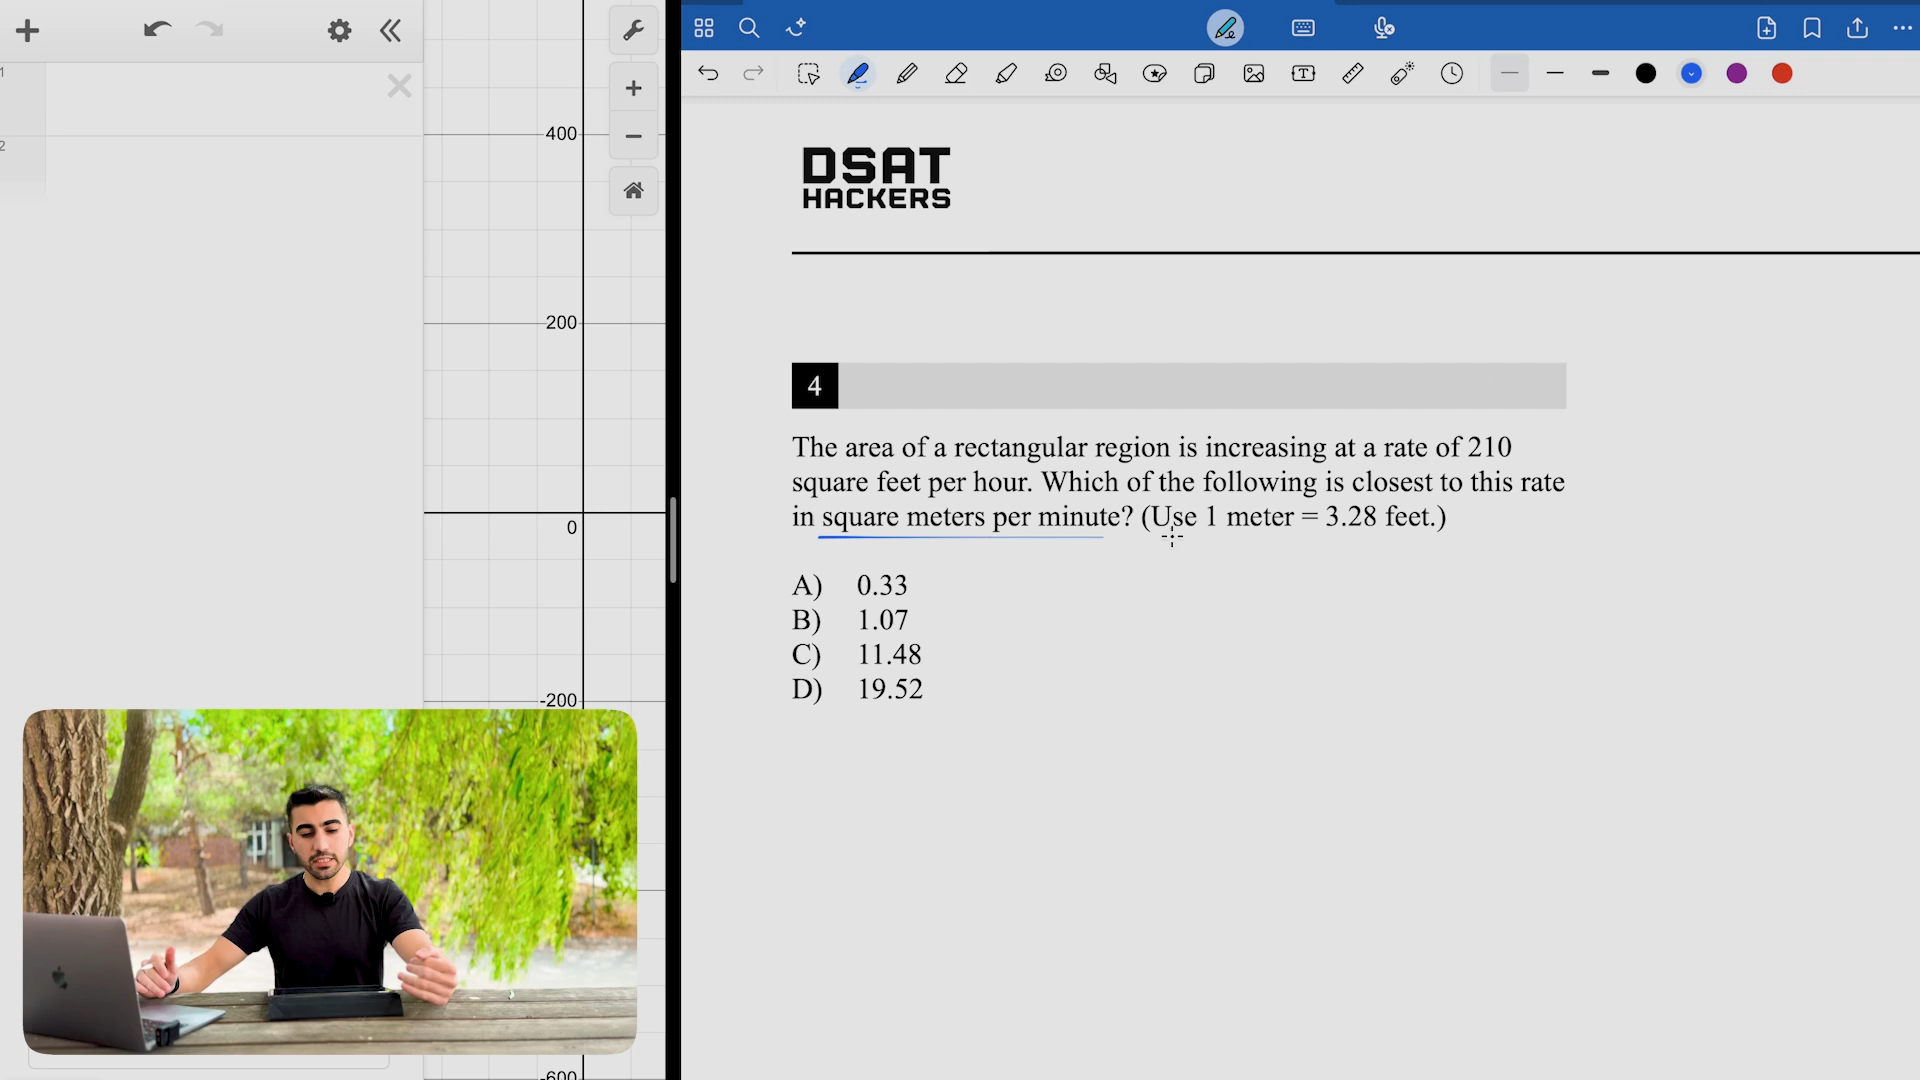 1
2
400
200
0
-200
-600
DSAT
HACKERS
4
The area of a rectangular region is increasing at a rate of 210
square feet per hour. Which of the following is closest to this rate
in square meters per minute? (Use 1 meter = 3.28 feet.)
A) 0.33
B) 1.07
C) 11.48
D) 19.52